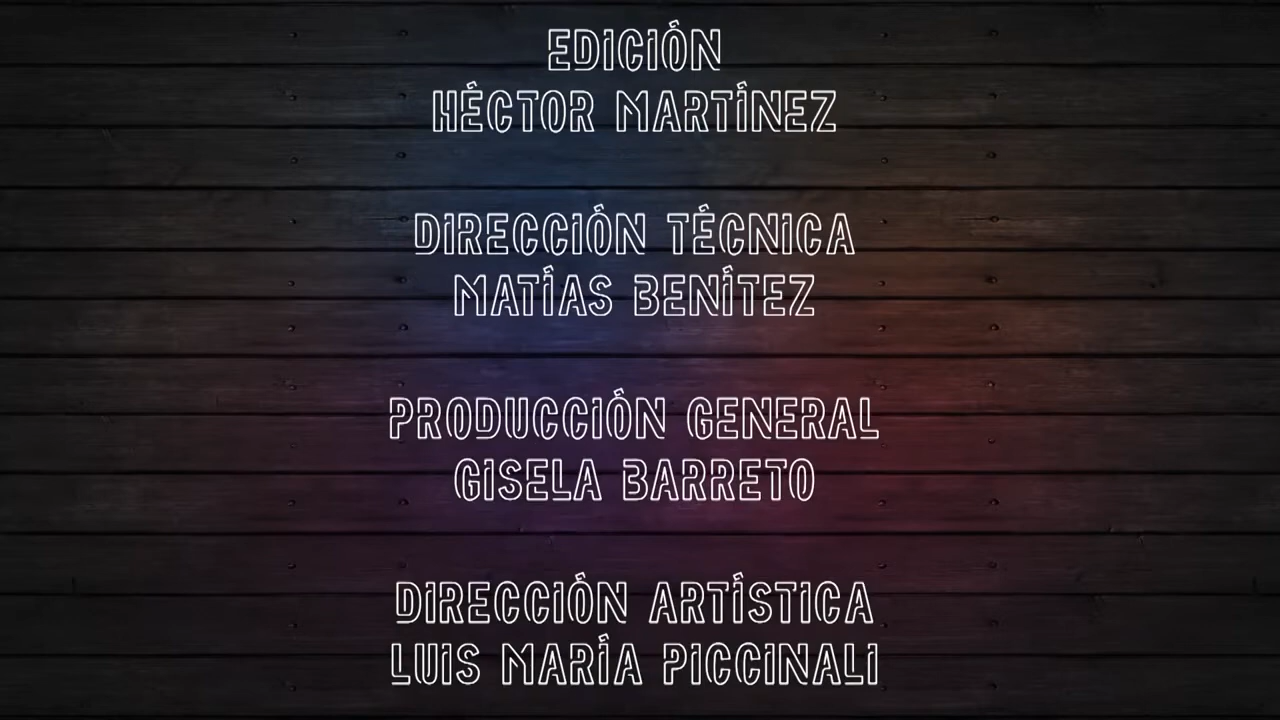 EDICIÓN
HÉCTOR MARTÍNEZ
DIRECCIÓN TÉCNICA
MATÍAS BENÍTEZ
PRODUCCIÓN GENERAL
GISELA BARRETO
DIRECCIÓN ARTÍSTICA
LUIS MARÍA PICCINALI